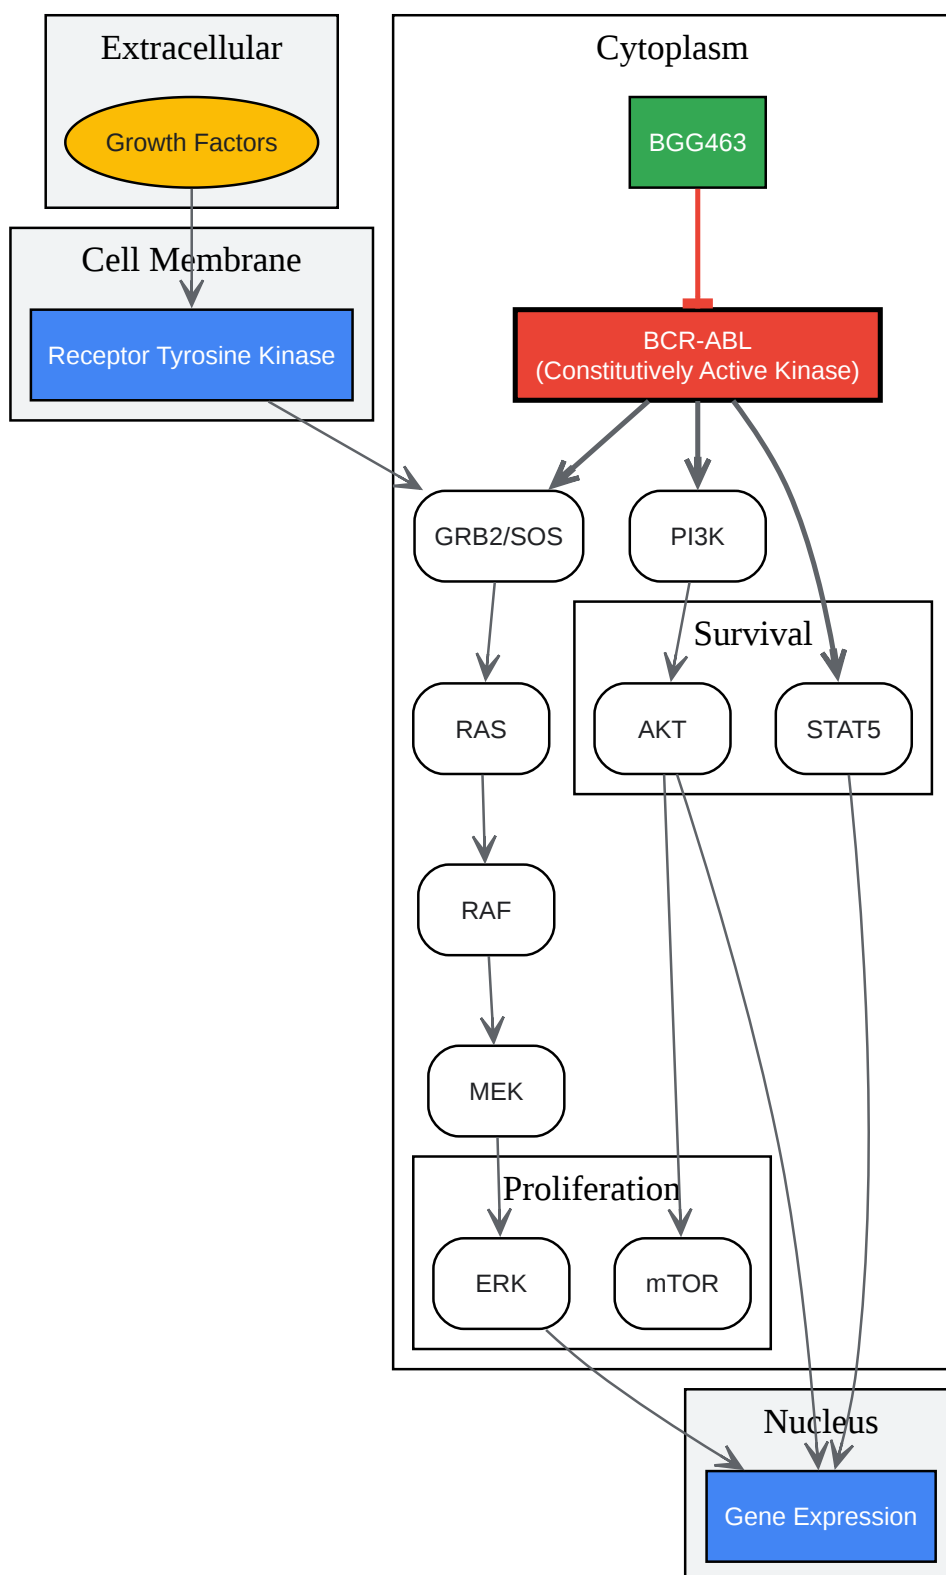 Extracellular
Growth Factors
Cell Membrane
Receptor Tyrosine Kinase
Cytoplasm
BGG463
BCR-ABL
(Constitutively Active Kinase)
GRB2/SOS
PI3K
Survival
RAS
AKT
STAT5
RAF
MEK
Proliferation
ERK
mTOR
Nucleus
Gene Expression